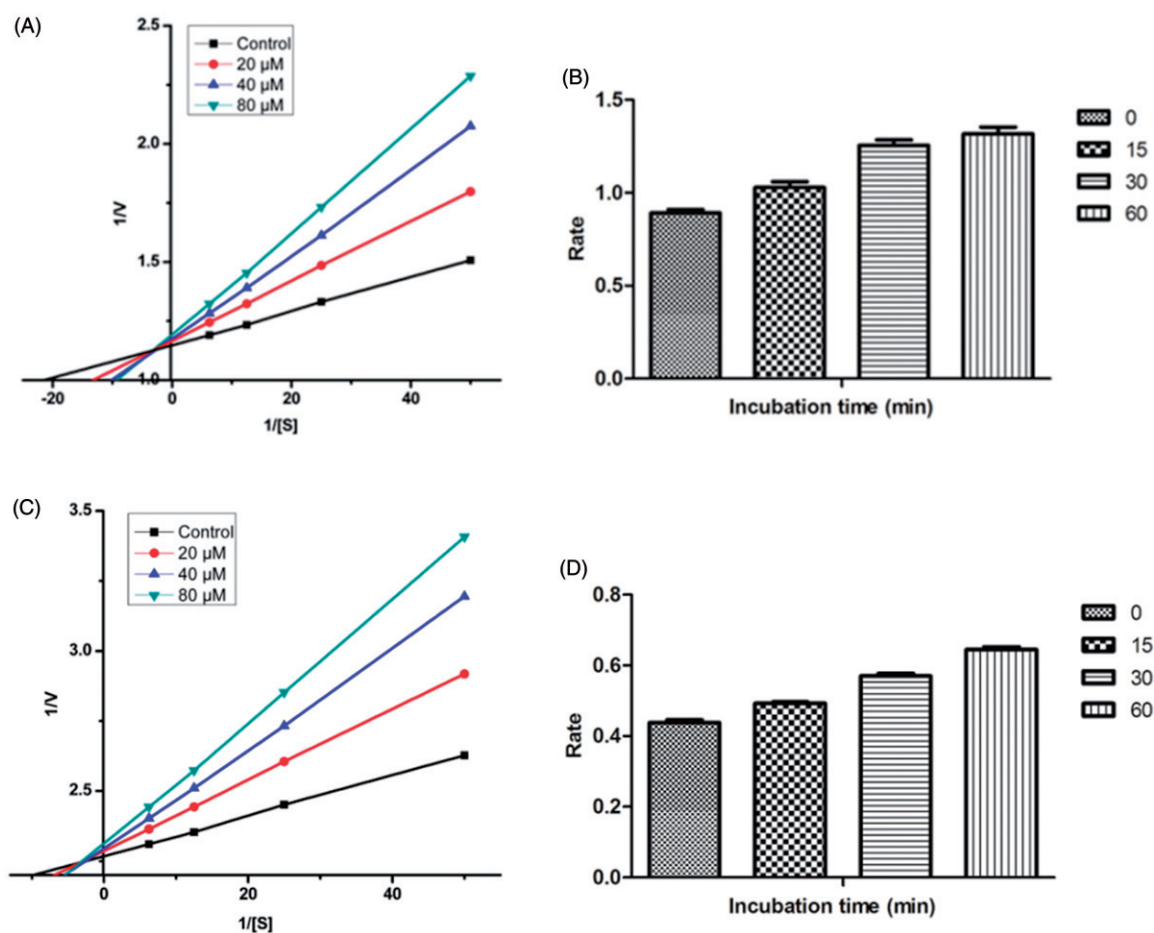 (A)
2.5
2.0
1.5
1.0
1/V
-20
0
20
40
1/[S]
Control
20 µM
40 µM
80 µM
(B)
1.5
1.0
0.5
0.0
Rate
Incubation time (min)
0
15
30
60
(C)
3.5
3.0
2.5
1/V
0
20
40
1/[S]
Control
20 µM
40 µM
80 µM
(D)
0.8
0.6
0.4
0.2
0.0
Rate
Incubation time (min)
0
15
30
60